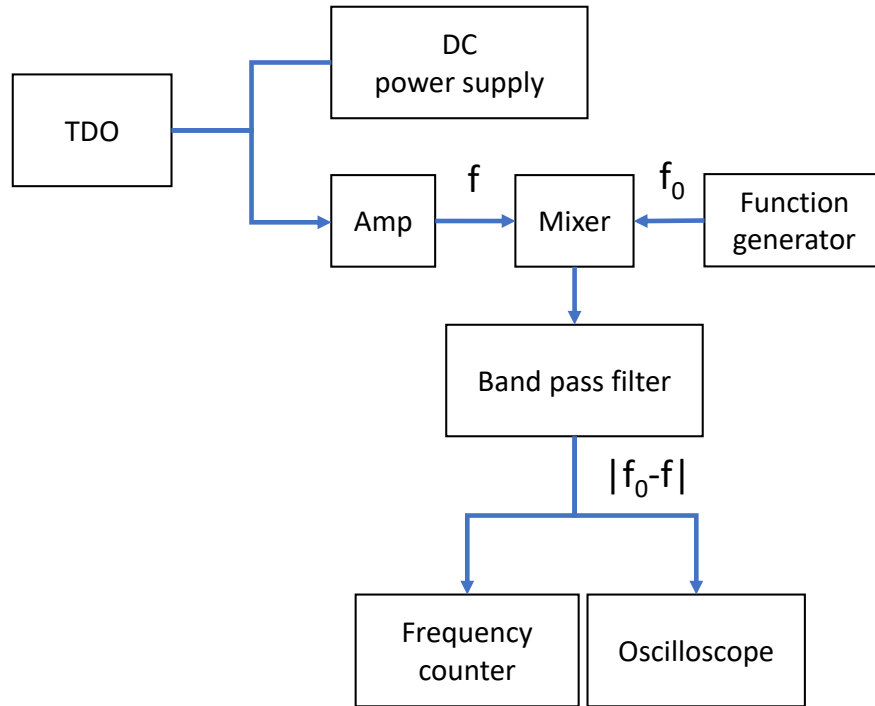 DC
power supply
TDO
f
f₀
Amp
Mixer
Function
generator
Band pass filter
|f₀-f|
Frequency
counter
Oscilloscope